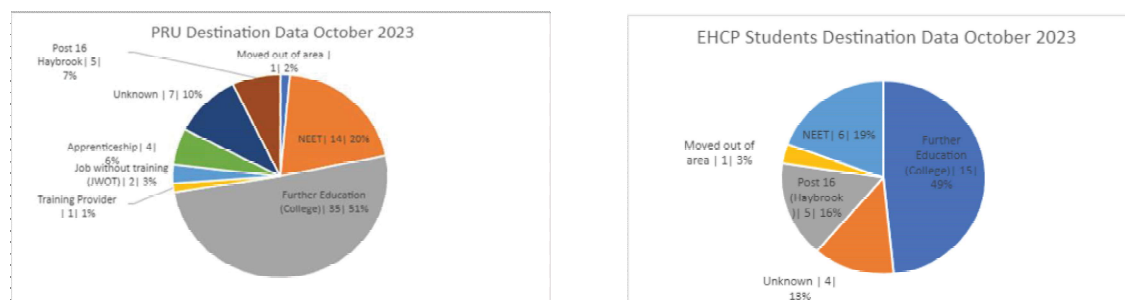 PRU Destination Data October 2023
Post 16
Haybrook| 5|
7%
Moved out of area |
1| 2%
Unknown | 7| 10%
NEET| 14| 20%
Apprenticeship| 4|
6%
Job without training
(JWOT) | 2| 3%
Training Provider
| 1| 1%
Further Education
(College)| 35| 51%
EHCP Students Destination Data October 2023
NEET| 6| 19%
Further
Education
(College)| 15|
49%
Moved out of
area | 1| 3%
Post 16
(Haybrook
)| 5| 16%
Unknown | 4|
13%